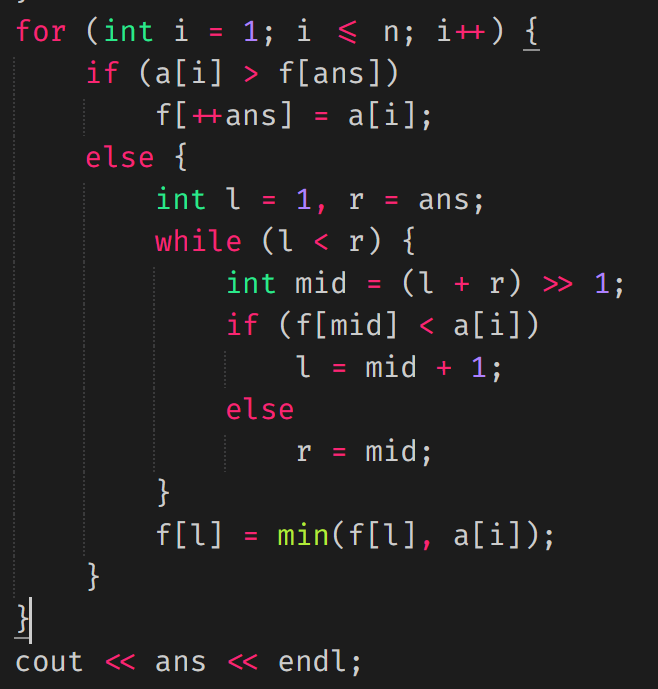 for (int i = 1; i <= n; i++) {
if (a[i] > f[ans])
f[++ans] = a[i];
else {
int l = 1, r = ans;
while (l < r) {
int mid = (l + r) >> 1;
if (f[mid] < a[i])
l = mid + 1;
else
r = mid;
}
f[l] = min(f[l], a[i]);
}
}
cout << ans << endl;